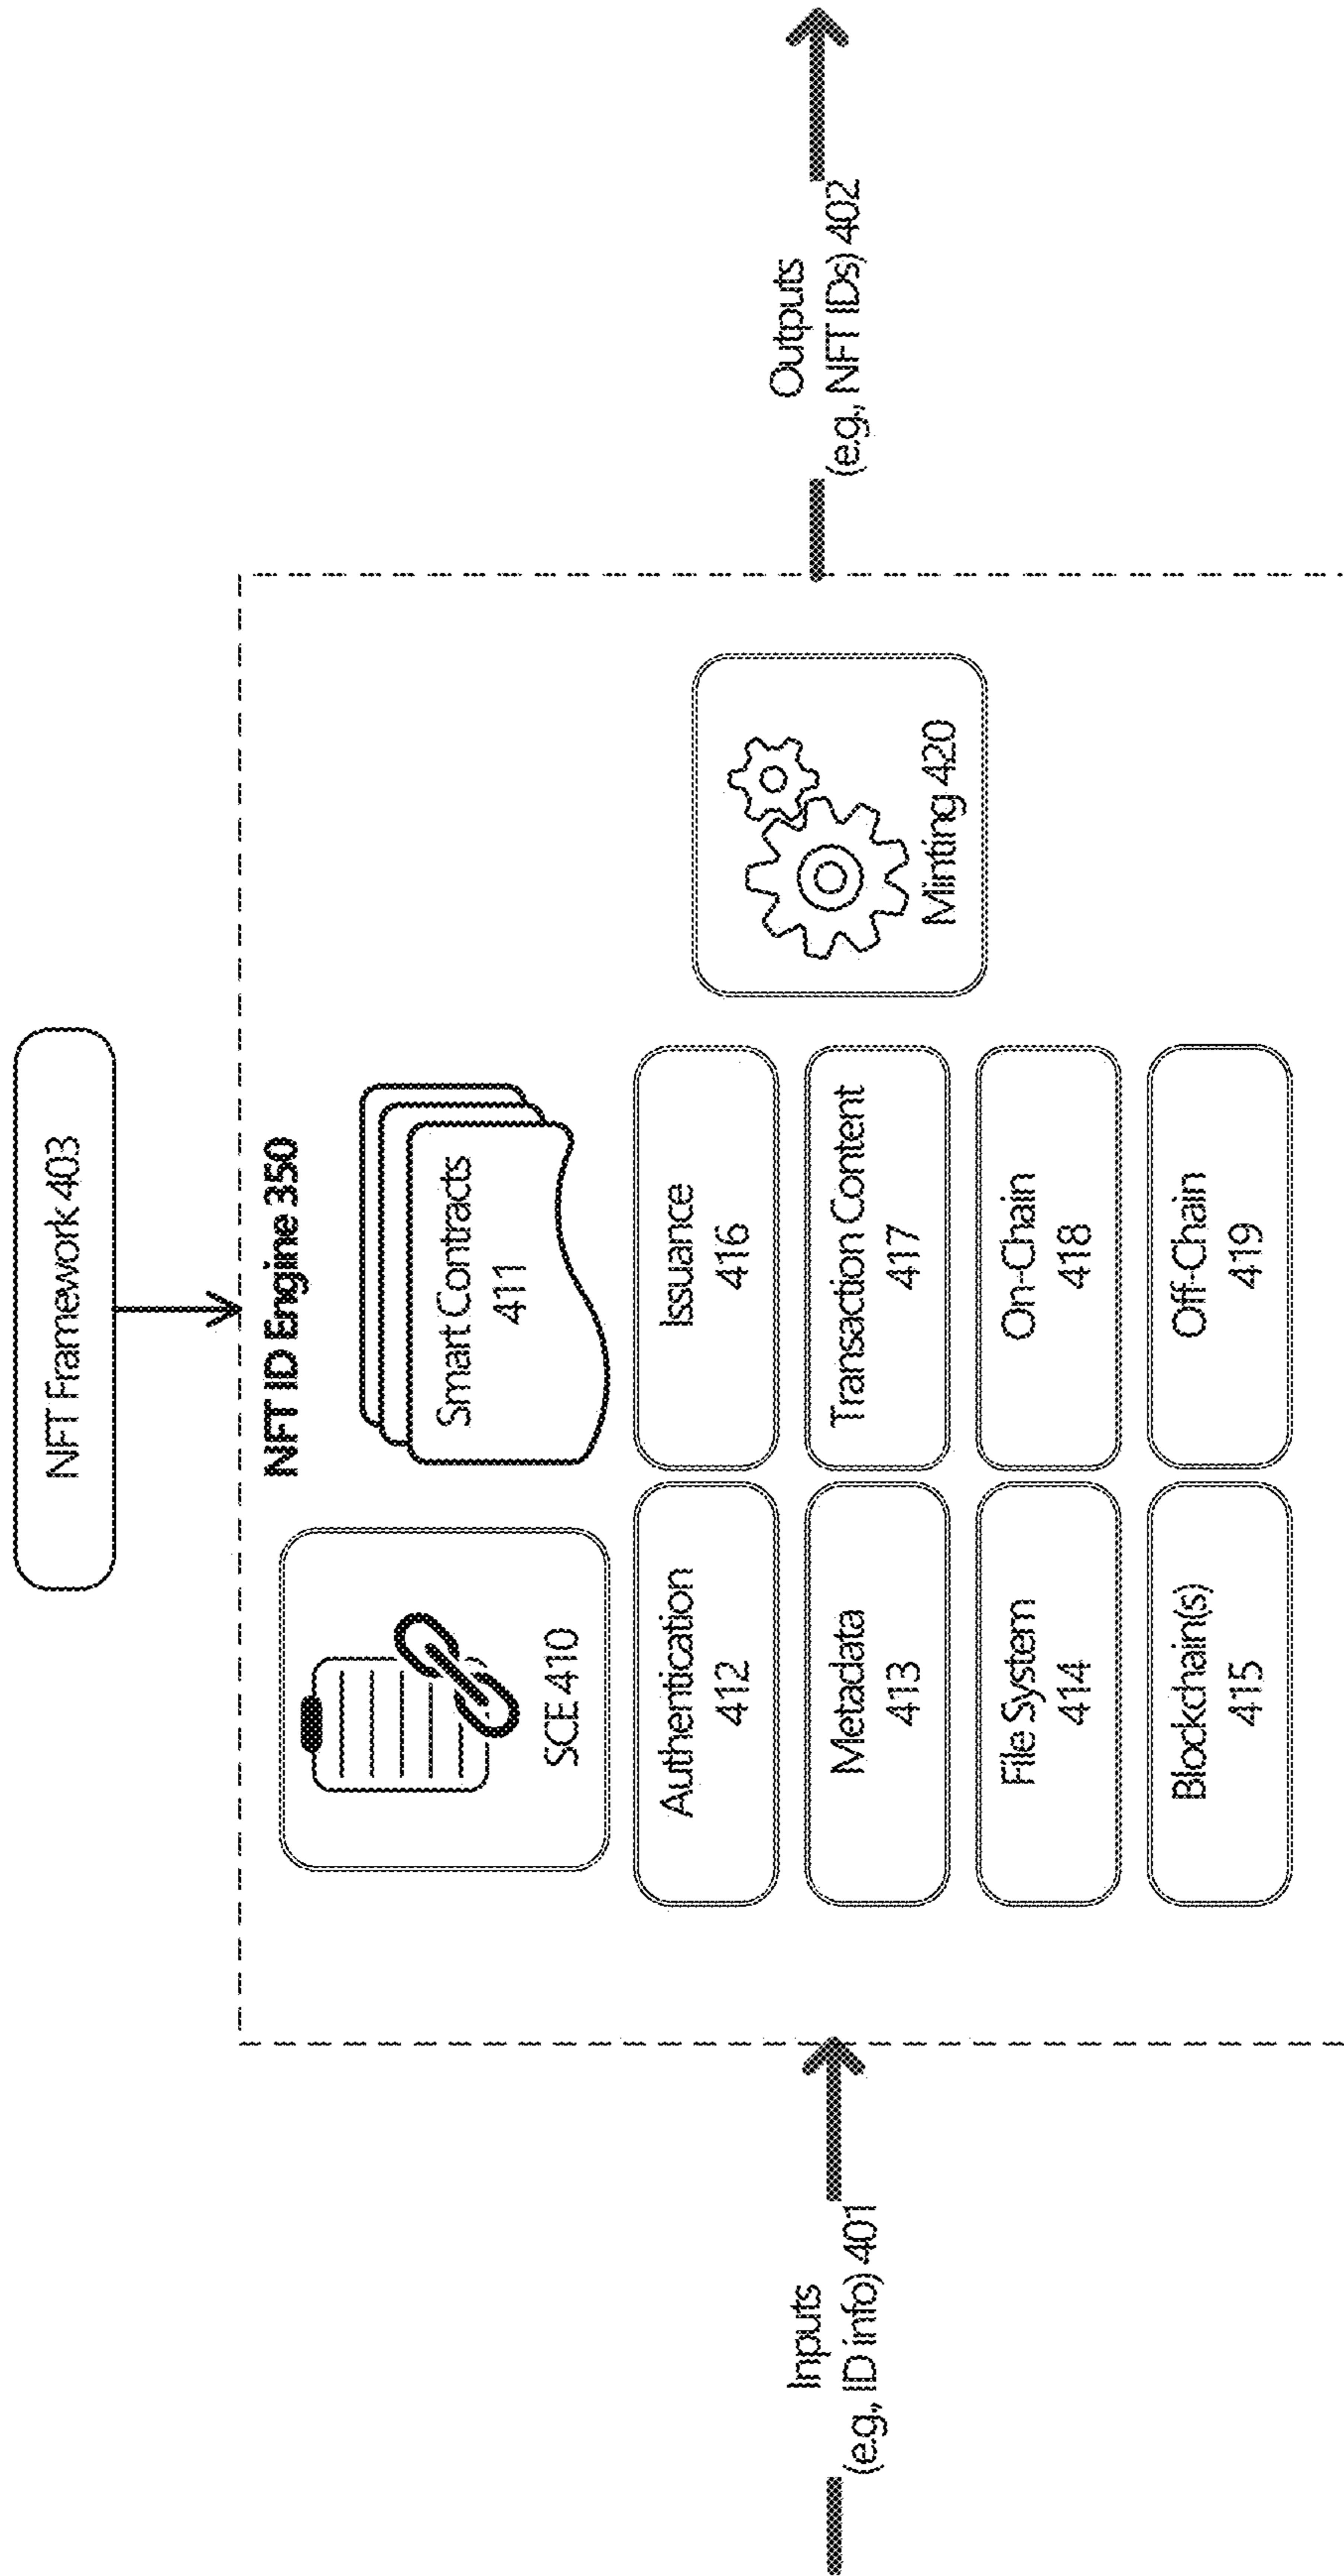 NFT Framework 403
NFT ID Engine 350
SCE 410
Smart Contracts
411
Authentication
412
Issuance
416
Metadata
413
Transaction Content
417
File System
414
On-Chain
418
Blockchain(s)
415
Off-Chain
419
Minting 420
Inputs
(e.g., ID info) 401
Outputs
(e.g., NFT IDs) 402